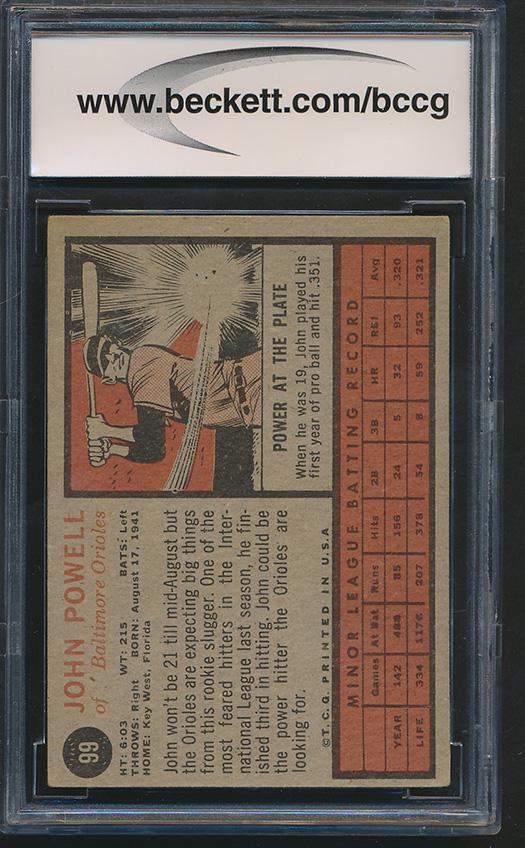 www.beckett.com/bccg
99
JOHN POWELL
of Baltimore Orioles
HT: 6:03 WT: 215 BATS: Left
THROWS: Right BORN: August 17, 1941
HOME: Key West, Florida
John won't be 21 till mid-August but
the Orioles are expecting big things
from this rookie slugger. One of the
most feared hitters in the Inter-
national League last season, he fin-
ished third in hitting. John could be
the power hitter the Orioles are
looking for.
©T.C.G. PRINTED IN U.S.A
POWER AT THE PLATE
When he was 19, John played his
first year of pro ball and hit .351.
MINOR LEAGUE BATTING RECORD
Games At Bat Runs Hits 2B 3B HR RBI Avg
YEAR 142 488 85 156 24 5 32 93 .320
LIFE 334 1176 207 378 54 8 59 252 .321